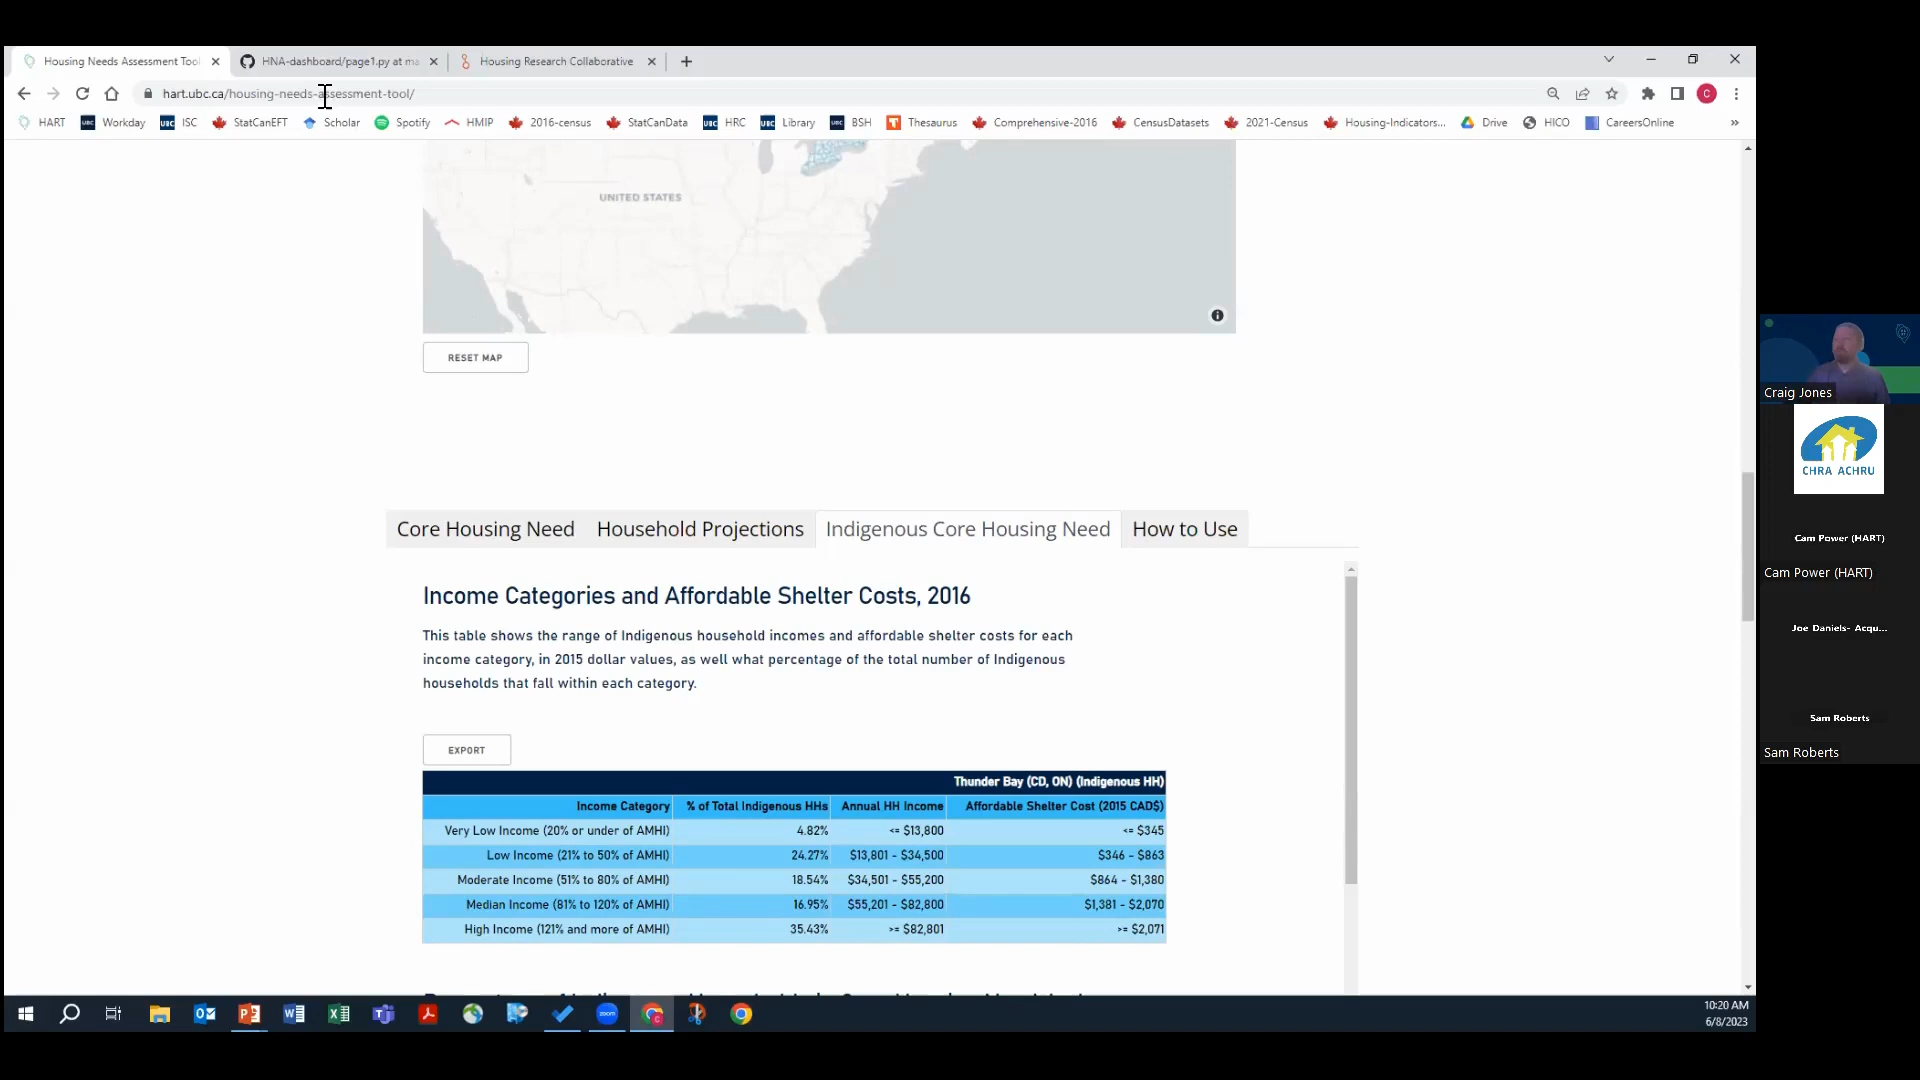 Housing Needs Assessment Tool
HNA-dashboard/page1.py at ma
Housing Research Collaborative
hart.ubc.ca/housing-needs-assessment-tool/
C
HART
UBC
Workday
UBC
ISC
StatCanEFT
Scholar
Spotify
HMIP
2016-census
StatCanData
UBC
HRC
UBC
Library
UBC
BSH
T
Thesaurus
Comprehensive-2016
CensusDatasets
2021-Census
Housing-Indicators...
Drive
HICO
CareersOnline
UNITED STATES
RESET MAP
Core Housing Need
Household Projections
Indigenous Core Housing Need
How to Use
Income Categories and Affordable Shelter Costs, 2016
This table shows the range of Indigenous household incomes and affordable shelter costs for each
income category, in 2015 dollar values, as well what percentage of the total number of Indigenous
households that fall within each category.
EXPORT
Thunder Bay (CD, ON) (Indigenous HH)
Income Category % of Total Indigenous HHs Annual HH Income Affordable Shelter Cost (2015 CAD$)
Very Low Income (20% or under of AMHI) 4.82% <= $13,800 <= $345
Low Income (21% to 50% of AMHI) 24.27% $13,801 - $34,500 $346 - $863
Moderate Income (51% to 80% of AMHI) 18.54% $34,501 - $55,200 $864 - $1,380
Median Income (81% to 120% of AMHI) 16.95% $55,201 - $82,800 $1,381 - $2,070
High Income (121% and more of AMHI) 35.43% >= $82,801 >= $2,071
10:20 AM
6/8/2023
zoom
Craig Jones
CHRA ACHRU
Cam Power (HART)
Cam Power (HART)
Joe Daniels- Acqu...
Sam Roberts
Sam Roberts